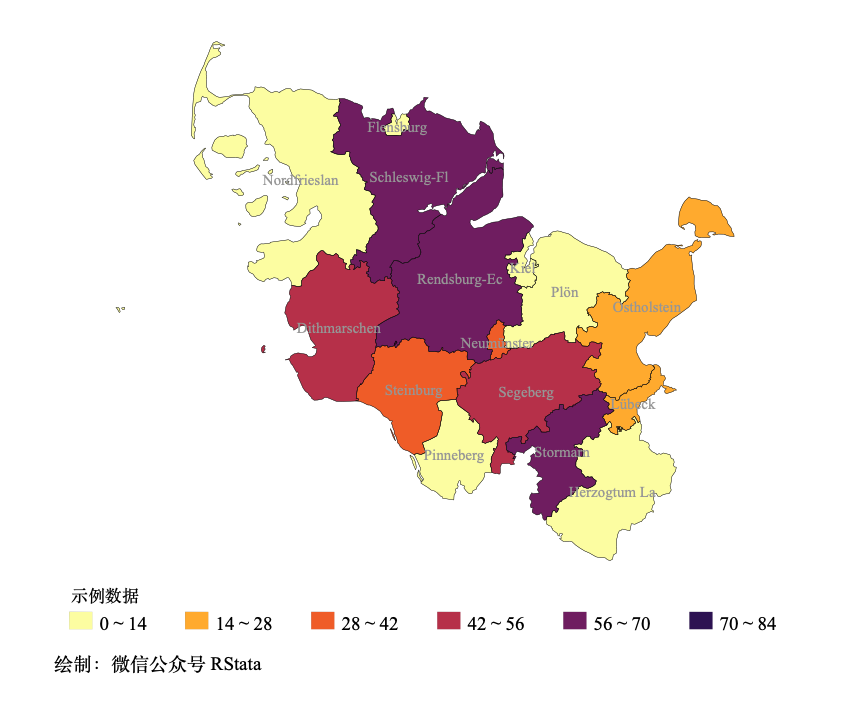 Flensburg
Schleswig-Fl
Nordfrieslan
Kiel
Rendsburg-Ec
Plön
Ostholstein
Dithmarschen
Neumünster
Steinburg
Segeberg
Lübeck
Pinneberg
Stormarn
Herzogtum La
示例数据
0 ~ 14 14 ~ 28 28 ~ 42 42 ~ 56 56 ~ 70 70 ~ 84
绘制：微信公众号 RStata